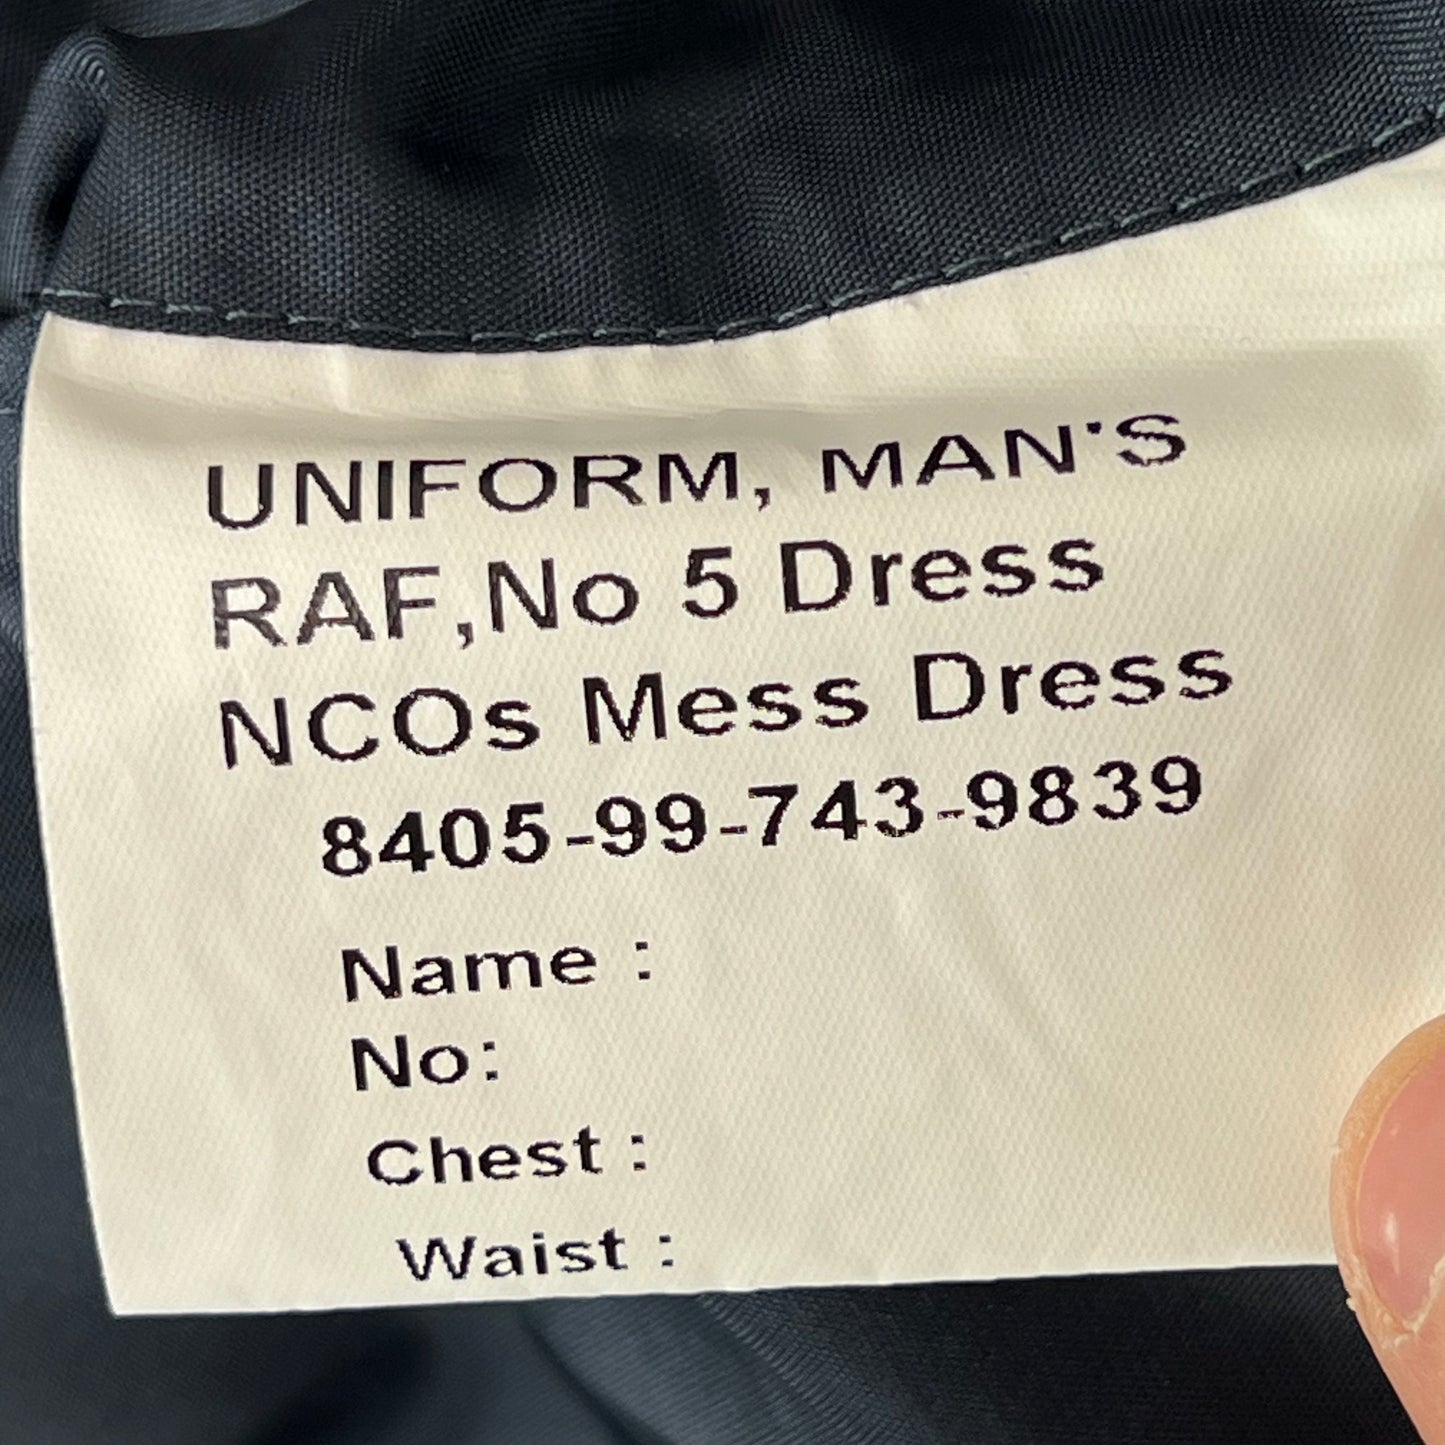 UNIFORM, MAN'S
RAF,No 5 Dress
NCOs Mess Dress
8405-99-743-9839
Name :
No:
Chest :
Waist :